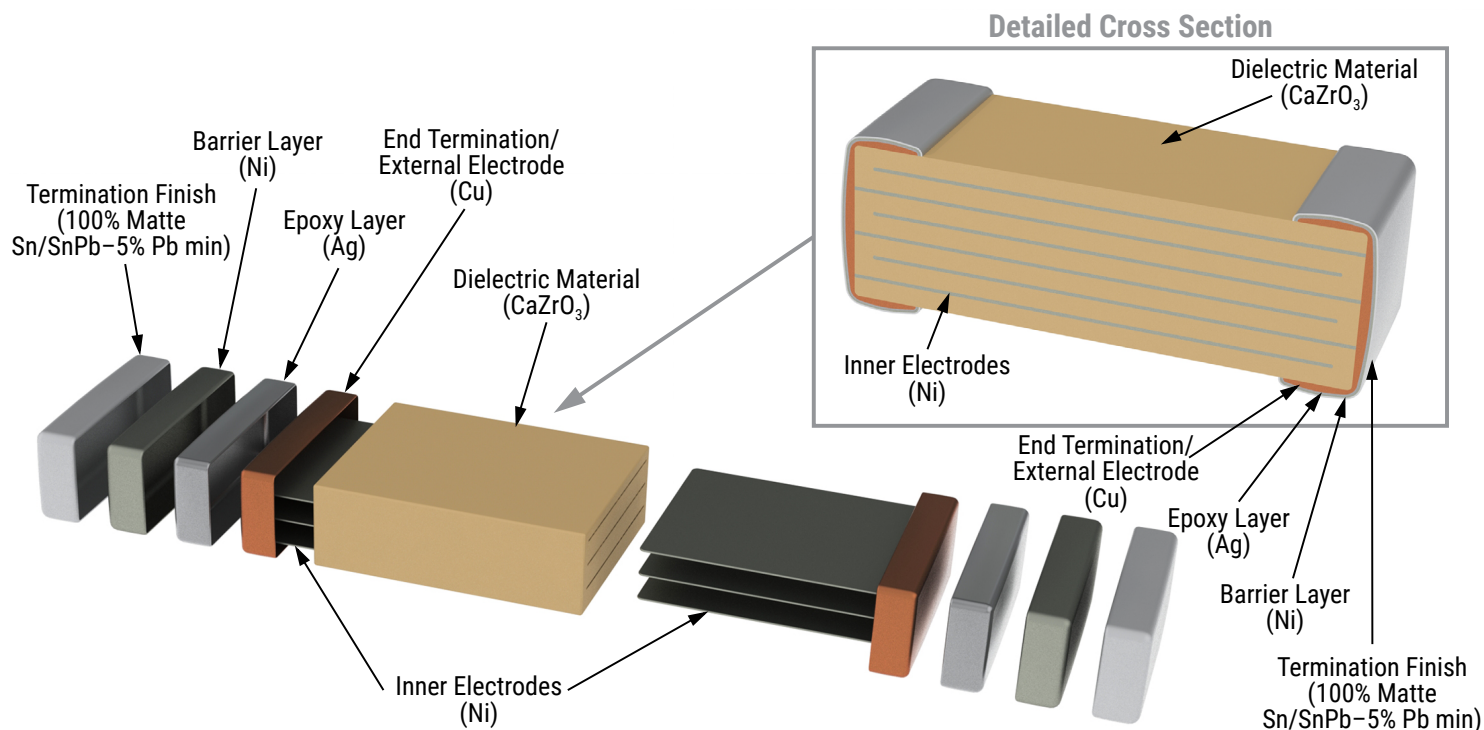 Detailed Cross Section
Dielectric Material
(CaZrO₃)
Inner Electrodes
(Ni)
End Termination/
External Electrode
(Cu)
Epoxy Layer
(Ag)
Barrier Layer
(Ni)
Termination Finish
(100% Matte
Sn/SnPb–5% Pb min)
Termination Finish
(100% Matte
Sn/SnPb–5% Pb min)
Barrier Layer
(Ni)
Epoxy Layer
(Ag)
End Termination/
External Electrode
(Cu)
Dielectric Material
(CaZrO₃)
Inner Electrodes
(Ni)